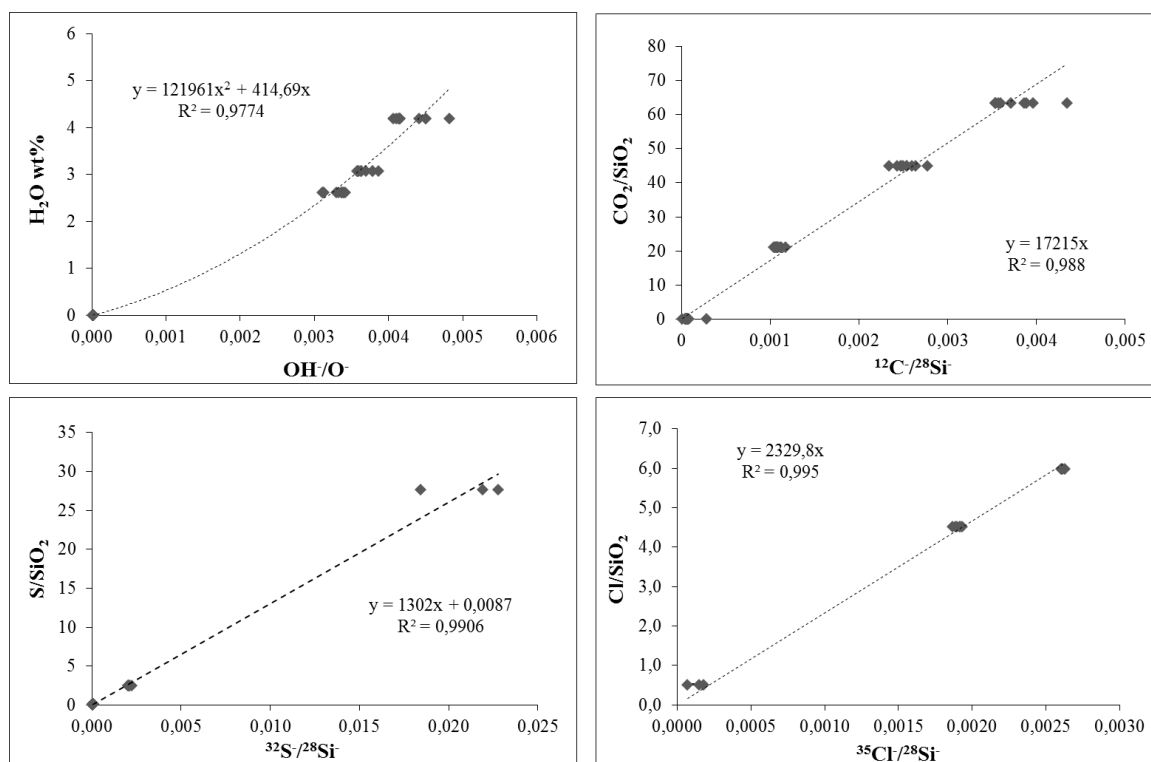 6
5
4
3
2
1
0
H₂O wt%
y = 121961x² + 414,69x
R² = 0,9774
0,000 0,001 0,002 0,003 0,004 0,005 0,006
OH⁻/O⁻
80
70
60
50
40
30
20
10
0
CO₂/SiO₂
y = 17215x
R² = 0,988
0 0,001 0,002 0,003 0,004 0,005
¹²C⁻/²⁸Si⁻
35
30
25
20
15
10
5
0
S/SiO₂
y = 1302x + 0,0087
R² = 0,9906
0,000 0,005 0,010 0,015 0,020 0,025
³²S⁻/²⁸Si⁻
7,0
6,0
5,0
4,0
3,0
2,0
1,0
0,0
Cl/SiO₂
y = 2329,8x
R² = 0,995
0,0000 0,0005 0,0010 0,0015 0,0020 0,0025 0,0030
³⁵Cl⁻/²⁸Si⁻